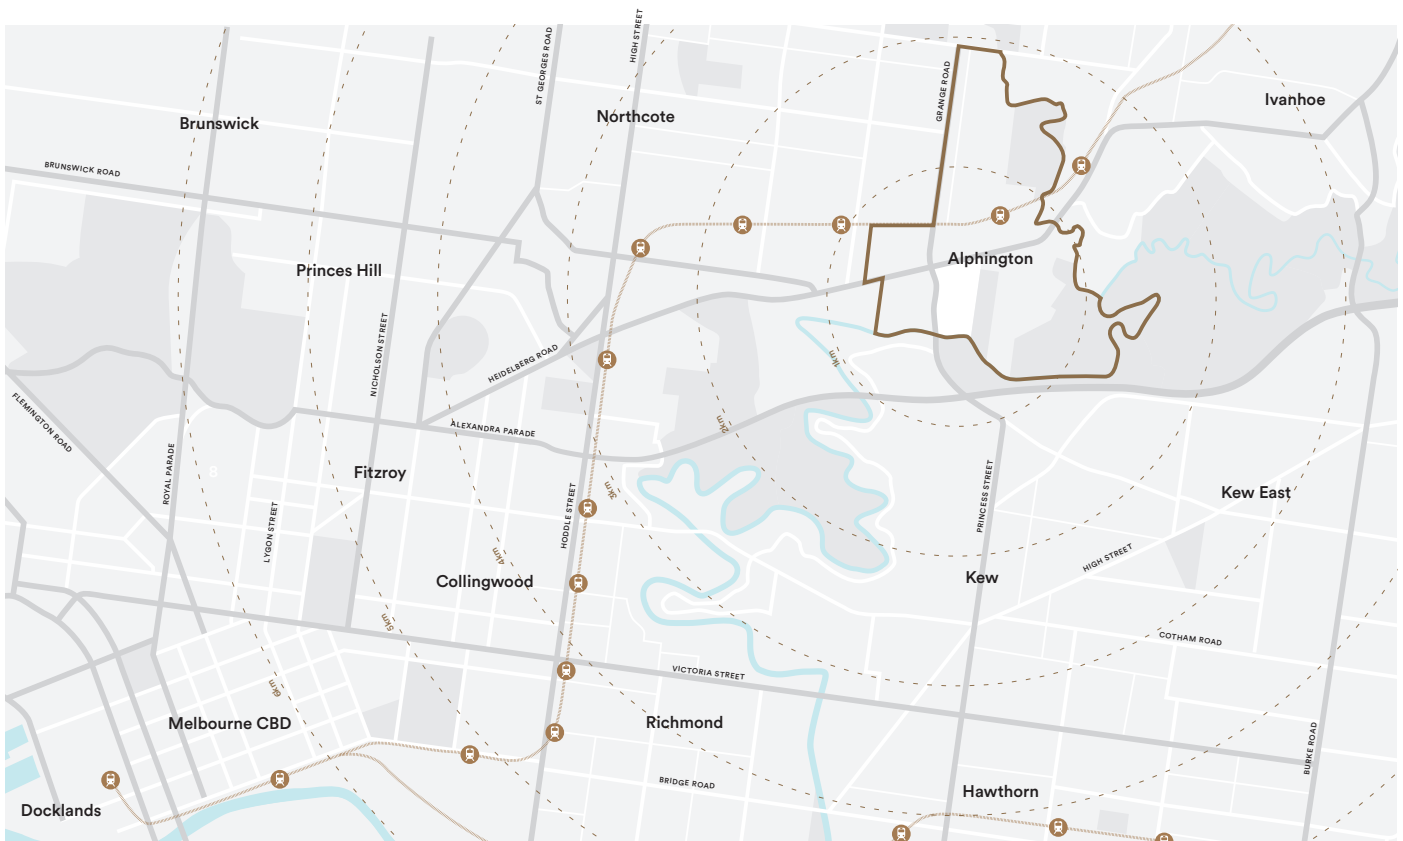 ST GEORGES ROAD
HIGH STREET
GRANGE ROAD
Ivanhoe
Brunswick
Northcote
BRUNSWICK ROAD
Princes Hill
Alphington
NICHOLSON STREET
HEIDELBERG ROAD
1km
FLEMINGTON ROAD
ALEXANDRA PARADE
2km
ROYAL PARADE
8
Fitzroy
3km
Kew East
LYGON STREET
HODDLE STREET
PRINCESS STREET
4km
HIGH STREET
Collingwood
Kew
5km
COTHAM ROAD
VICTORIA STREET
6km
Melbourne CBD
Richmond
BURKE ROAD
BRIDGE ROAD
Hawthorn
Docklands